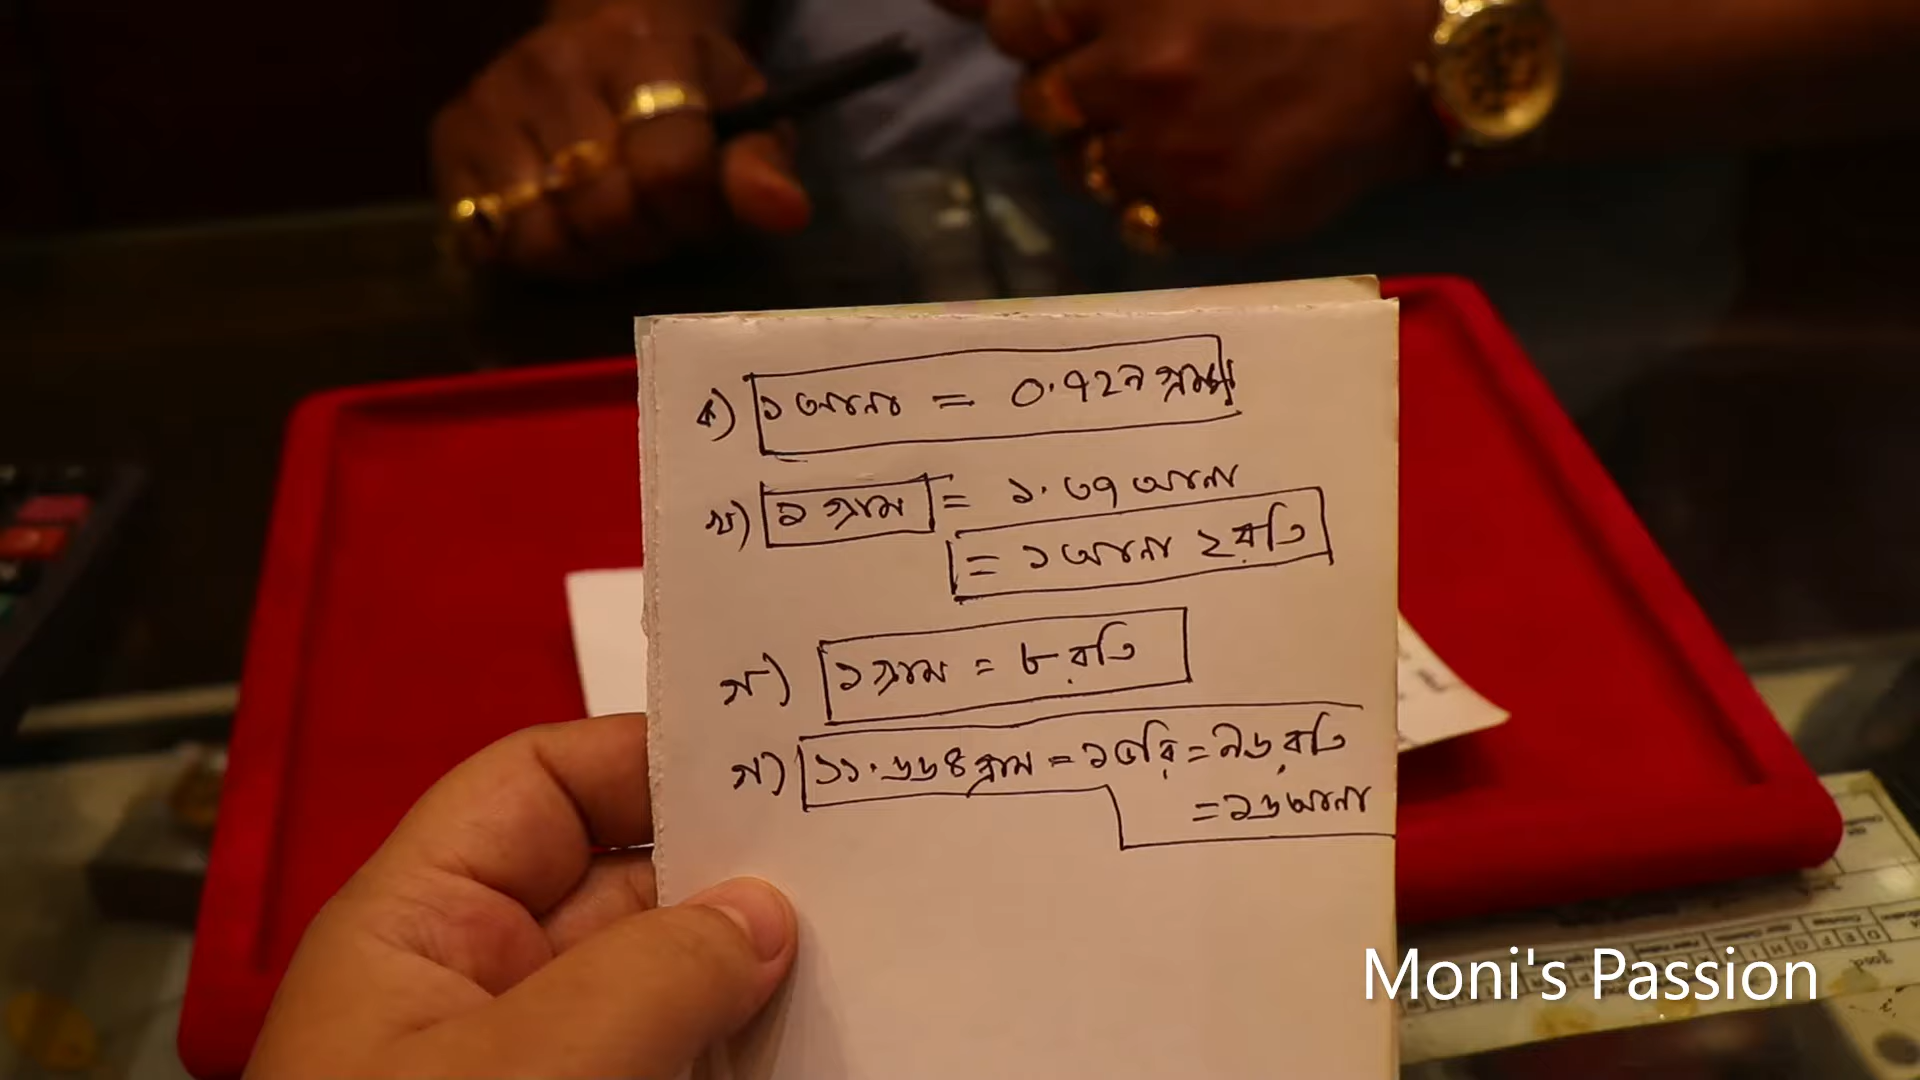 ক) ১ আনা = ০.৭২৯ গ্রাম
খ) ১ গ্রাম = ১.৩৭ আনা
= ১ আনা ২ রতি
গ) ১ গ্রাম = ৮ রতি
ঘ) ১১.৬৬৪ গ্রাম = ১ ভরি = ৯৬ রতি
= ১৬ আনা
Moni's Passion